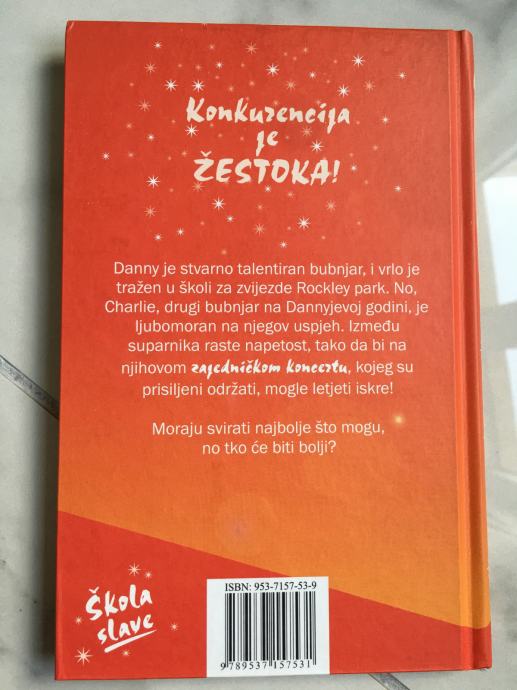 Konkurencija
je
ŽESTOKA!
Danny je stvarno talentiran bubnjar, i vrlo je
tražen u školi za zvijezde Rockley park. No,
Charlie, drugi bubnjar na Dannyjevoj godini, je
ljubomoran na njegov uspjeh. Između
suparnika raste napetost, tako da bi na
njihovom zajedničkom koncertu, kojeg su
prisiljeni održati, mogle letjeti iskre!
Moraju svirati najbolje što mogu,
no tko će biti bolji?
Škola
slave
ISBN: 953-7157-53-9
9789537157531